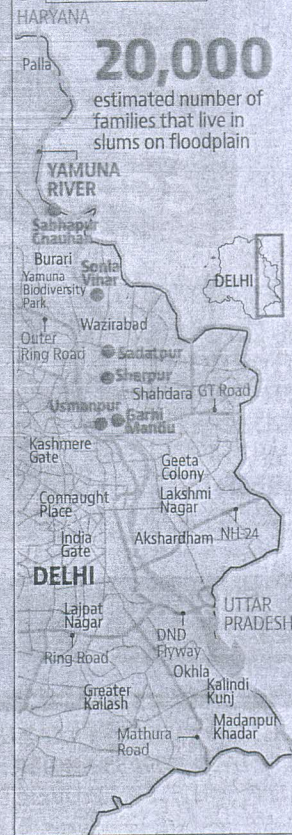 HARYANA
Palla
20,000
estimated number of
families that live in
slums on floodplain
YAMUNA
RIVER
Sabhapur
Chauhan
Burari
Sonia
Vihar
Yamuna
Biodiversity
Park
DELHI
Wazirabad
Outer
Ring Road
Sadatpur
Sherpur
Shahdara
GT Road
Usmanpur
Garhi
Mandu
Kashmere
Gate
Geeta
Colony
Connaught
Place
Lakshmi
Nagar
India
Gate
Akshardham
NH-24
DELHI
Lajpat
Nagar
UTTAR
PRADESH
DND
Flyway
Ring Road
Okhla
Greater
Kailash
Kalindi
Kunj
Madanpur
Khadar
Mathura
Road